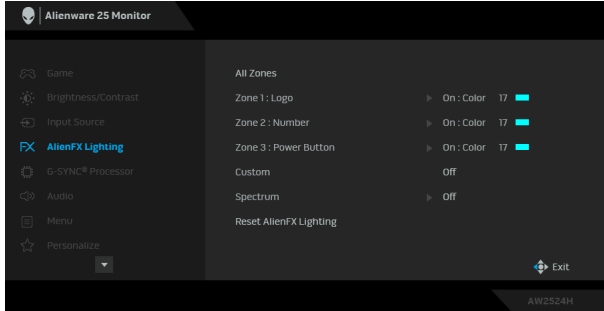 Alienware 25 Monitor
Game
Brightness/Contrast
Input Source
AlienFX Lighting
G-SYNC® Processor
Audio
Menu
Personalize
All Zones
Zone 1 : Logo On : Color 17
Zone 2 : Number On : Color 17
Zone 3 : Power Button On : Color 17
Custom Off
Spectrum Off
Reset AlienFX Lighting
Exit
AW2524H